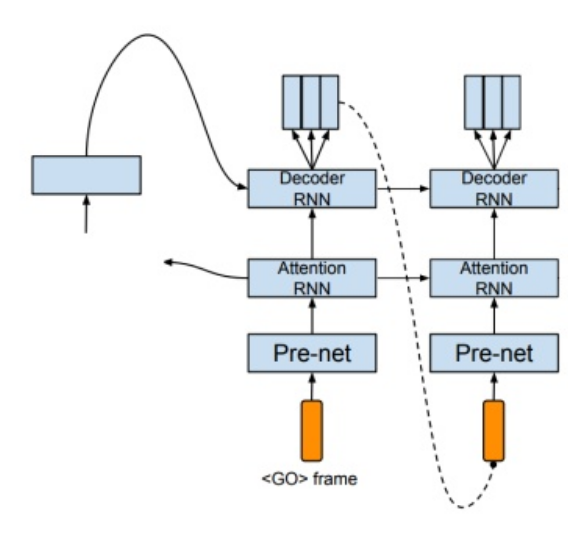 Decoder
RNN
Decoder
RNN
Attention
RNN
Attention
RNN
Pre-net
Pre-net
<GO> frame